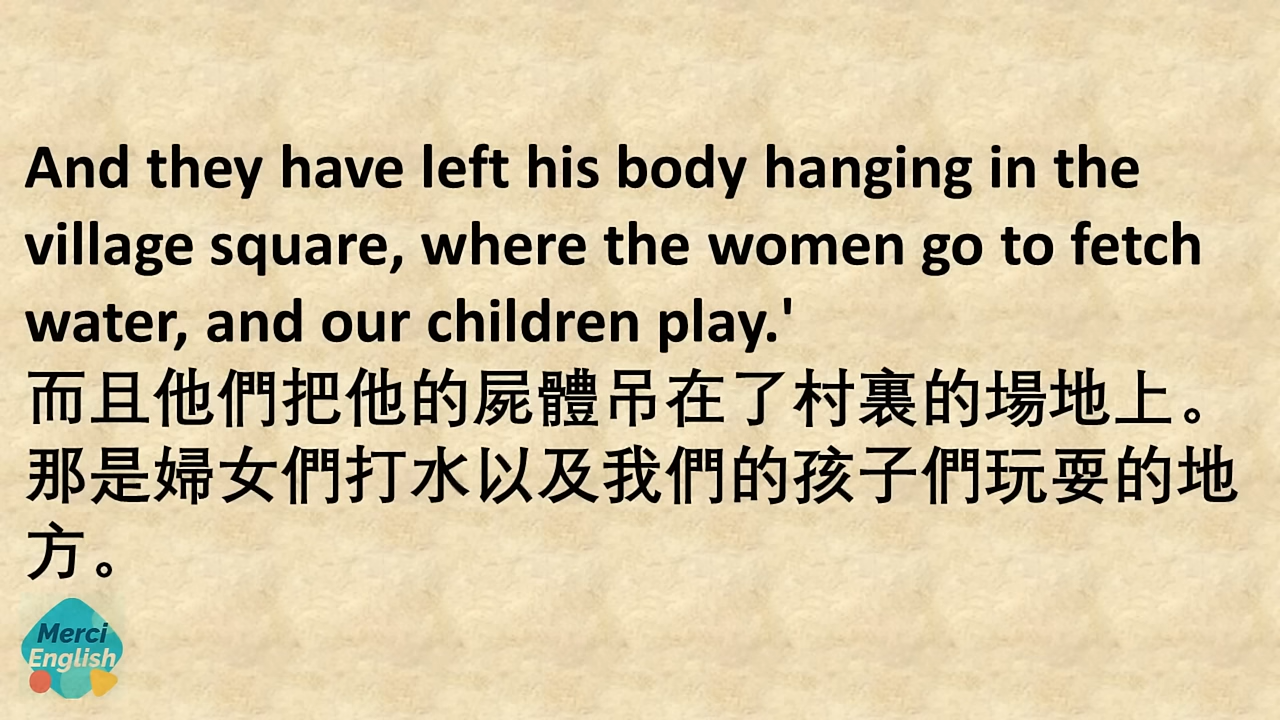 And they have left his body hanging in the
village square, where the women go to fetch
water, and our children play.'
而且他們把他的屍體吊在了村裏的場地上。
那是婦女們打水以及我們的孩子們玩耍的地
方。
Merci
English